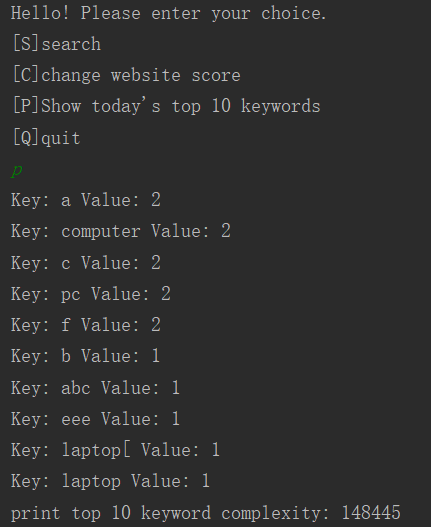 Hello! Please enter your choice.
[S]search
[C]change website score
[P]Show today's top 10 keywords
[Q]quit
p
Key: a Value: 2
Key: computer Value: 2
Key: c Value: 2
Key: pc Value: 2
Key: f Value: 2
Key: b Value: 1
Key: abc Value: 1
Key: eee Value: 1
Key: laptop[ Value: 1
Key: laptop Value: 1
print top 10 keyword complexity: 148445